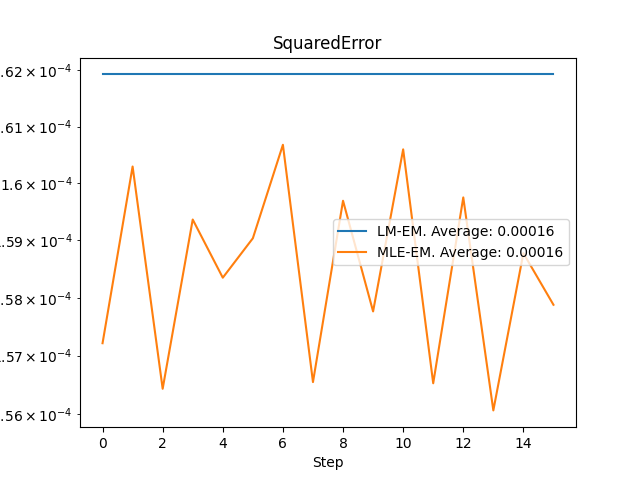 SquaredError
.62 × 10⁻⁴
.61 × 10⁻⁴
1.6 × 10⁻⁴
.59 × 10⁻⁴
.58 × 10⁻⁴
.57 × 10⁻⁴
.56 × 10⁻⁴
LM-EM. Average: 0.00016
MLE-EM. Average: 0.00016
0 2 4 6 8 10 12 14
Step